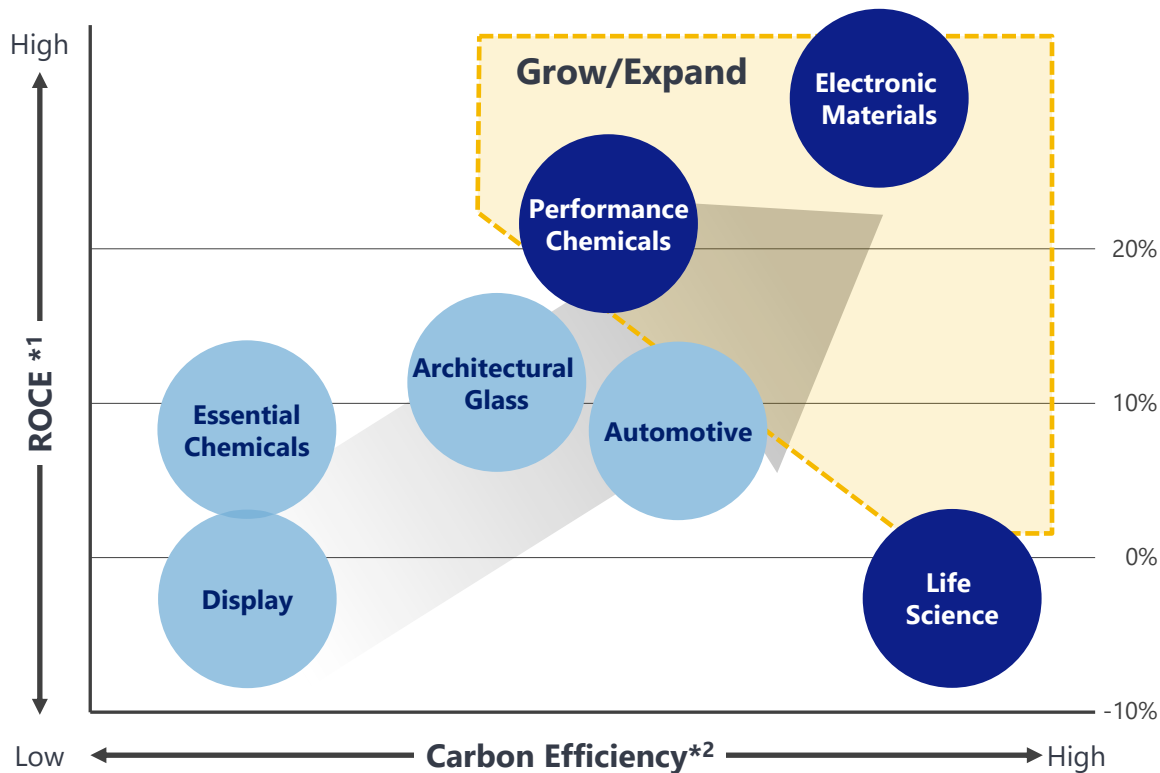 High
Grow/Expand
Electronic
Materials
Performance
Chemicals
20%
ROCE *1
Architectural
Glass
10%
Essential
Chemicals
Automotive
0%
Display
Life
Science
-10%
Low
Carbon Efficiency*2
High